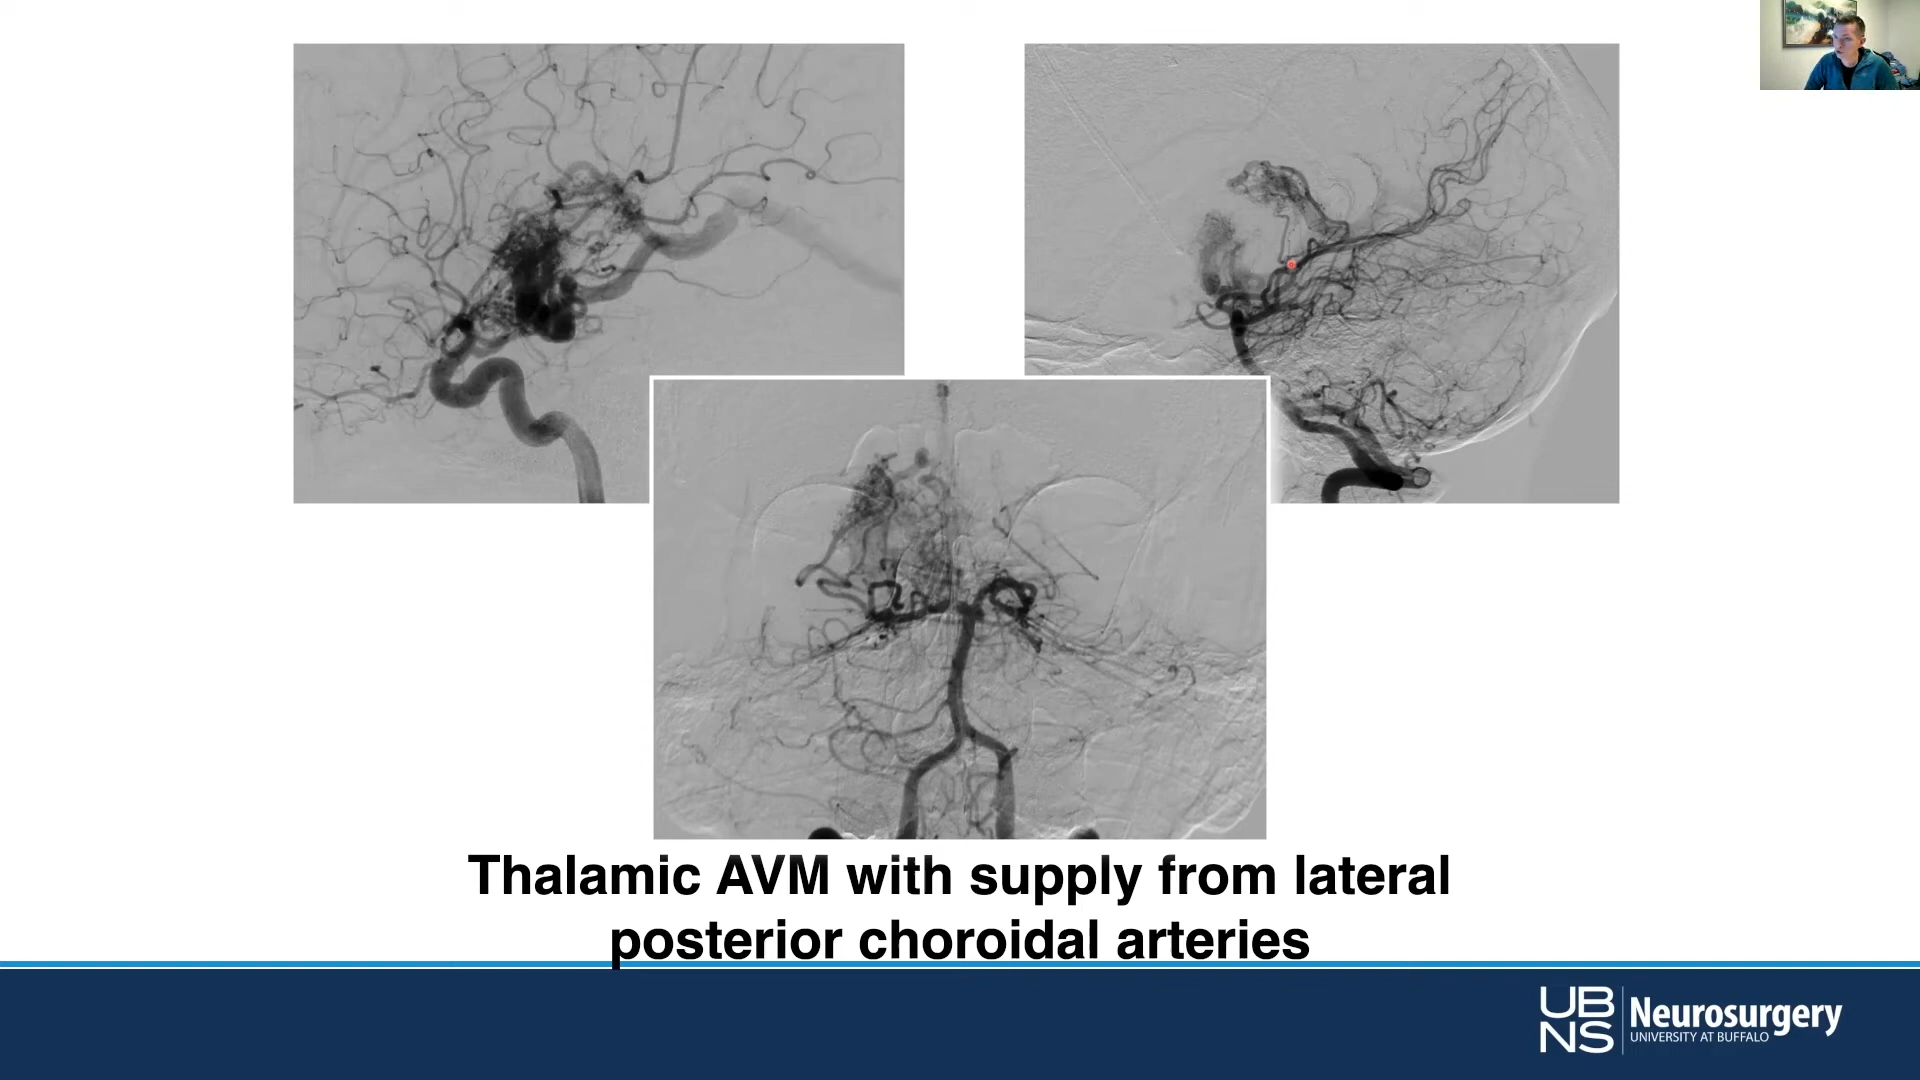 Thalamic AVM with supply from lateral
posterior choroidal arteries
UB
NS
Neurosurgery
UNIVERSITY AT BUFFALO